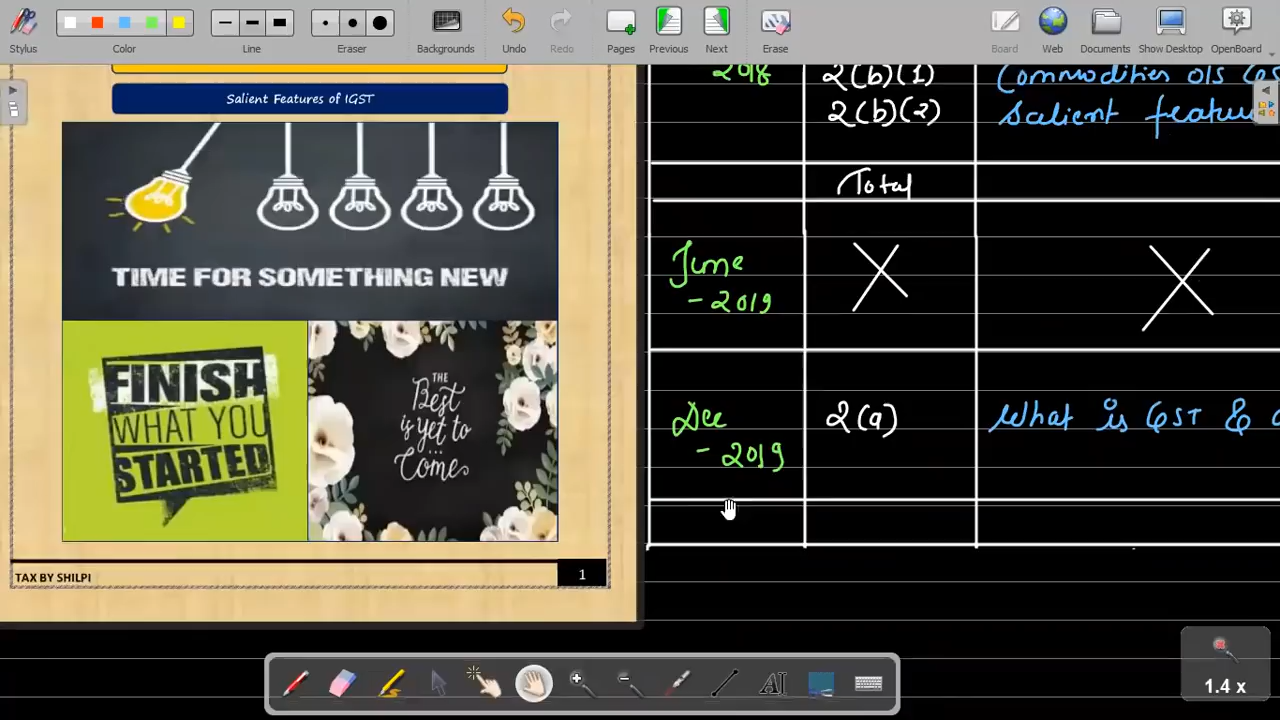 Stylus
Color
Line
Eraser
Backgrounds
Undo
Redo
Pages
Previous
Next
Erase
Board
Web
Documents
Show Desktop
OpenBoard
Salient Features of IGST
TIME FOR SOMETHING NEW
FINISH
WHAT YOU
STARTED
THE
Best
is yet to
Come
TAX BY SHILPI
1
2018
2(b)(1)
Commodities o/s
2(b)(2)
Salient
Total
June
- 2019
Dec
- 2019
2(a)
What is GST &
1.4 x